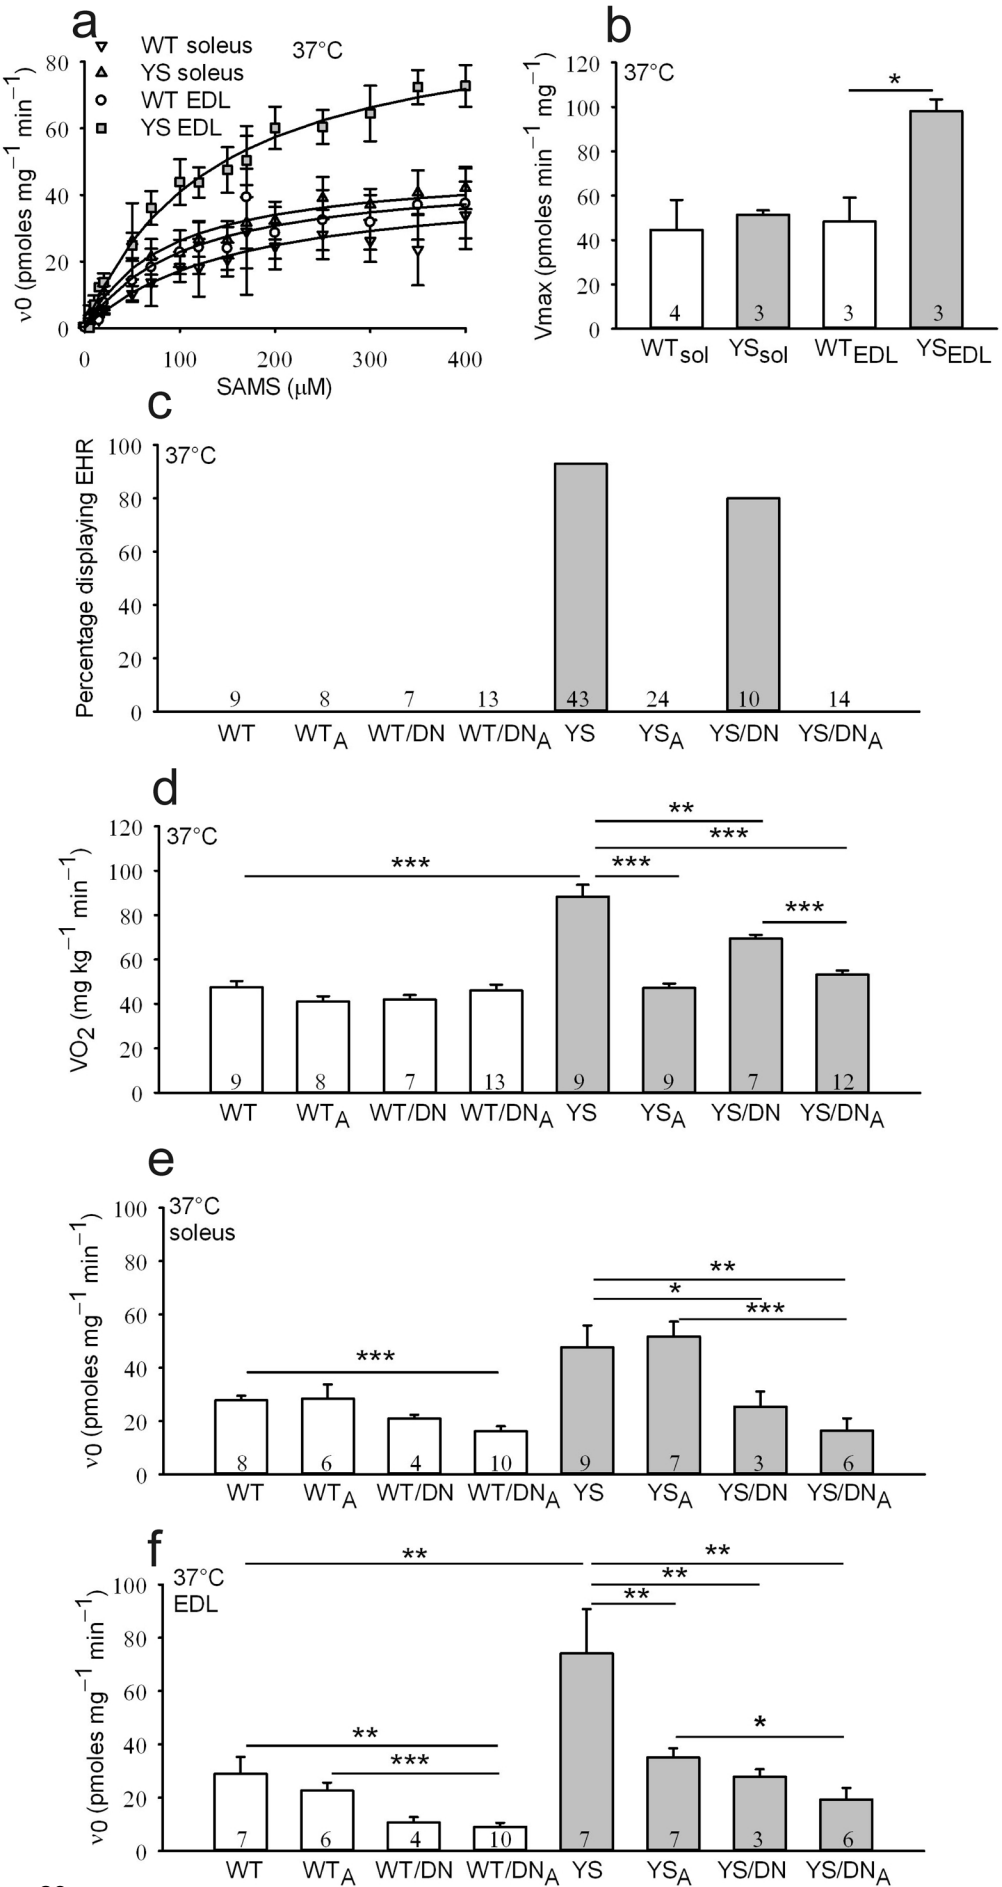 a
WT soleus
YS soleus
WT EDL
YS EDL
37°C
ν0 (pmoles mg−1 min−1)
80
60
40
20
0
0 100 200 300 400
SAMS (μM)
b
37°C
*
Vmax (pmoles min−1 mg−1)
120
100
80
60
40
20
0
4 3 3 3
WTsol YSsol WTEDL YSEDL
c
37°C
Percentage displaying EHR
100
80
60
40
20
0
9 8 7 13 43 24 10 14
WT WTA WT/DN WT/DNA YS YSA YS/DN YS/DNA
d
37°C
VO2 (mg kg−1 min−1)
120
100
80
60
40
20
0
**
***
*** ***
***
9 8 7 13 9 9 7 12
WT WTA WT/DN WT/DNA YS YSA YS/DN YS/DNA
e
37°C
soleus
ν0 (pmoles mg−1 min−1)
100
80
60
40
20
0
**
*
***
***
8 6 4 10 9 7 3 6
WT WTA WT/DN WT/DNA YS YSA YS/DN YS/DNA
f
37°C
EDL
ν0 (pmoles mg−1 min−1)
100
80
60
40
20
0
** **
**
**
*
**
***
7 6 4 10 7 7 3 6
WT WTA WT/DN WT/DNA YS YSA YS/DN YS/DNA